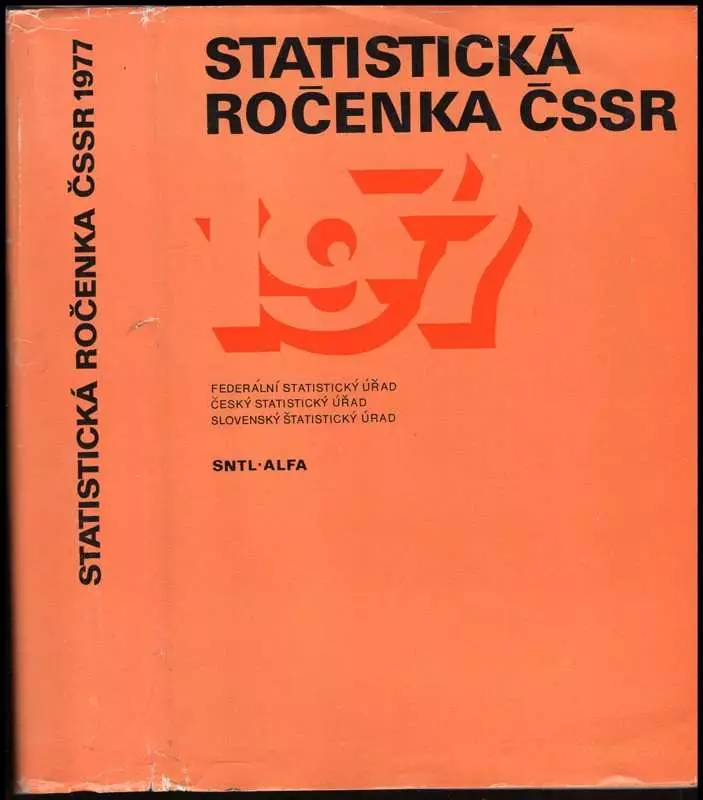 STATISTICKÁ ROČENKA ČSSR 1977
STATISTICKÁ
ROČENKA ČSSR
1977
FEDERÁLNÍ STATISTICKÝ ÚŘAD
ČESKÝ STATISTICKÝ ÚŘAD
SLOVENSKÝ ŠTATISTICKÝ ÚRAD
SNTL·ALFA